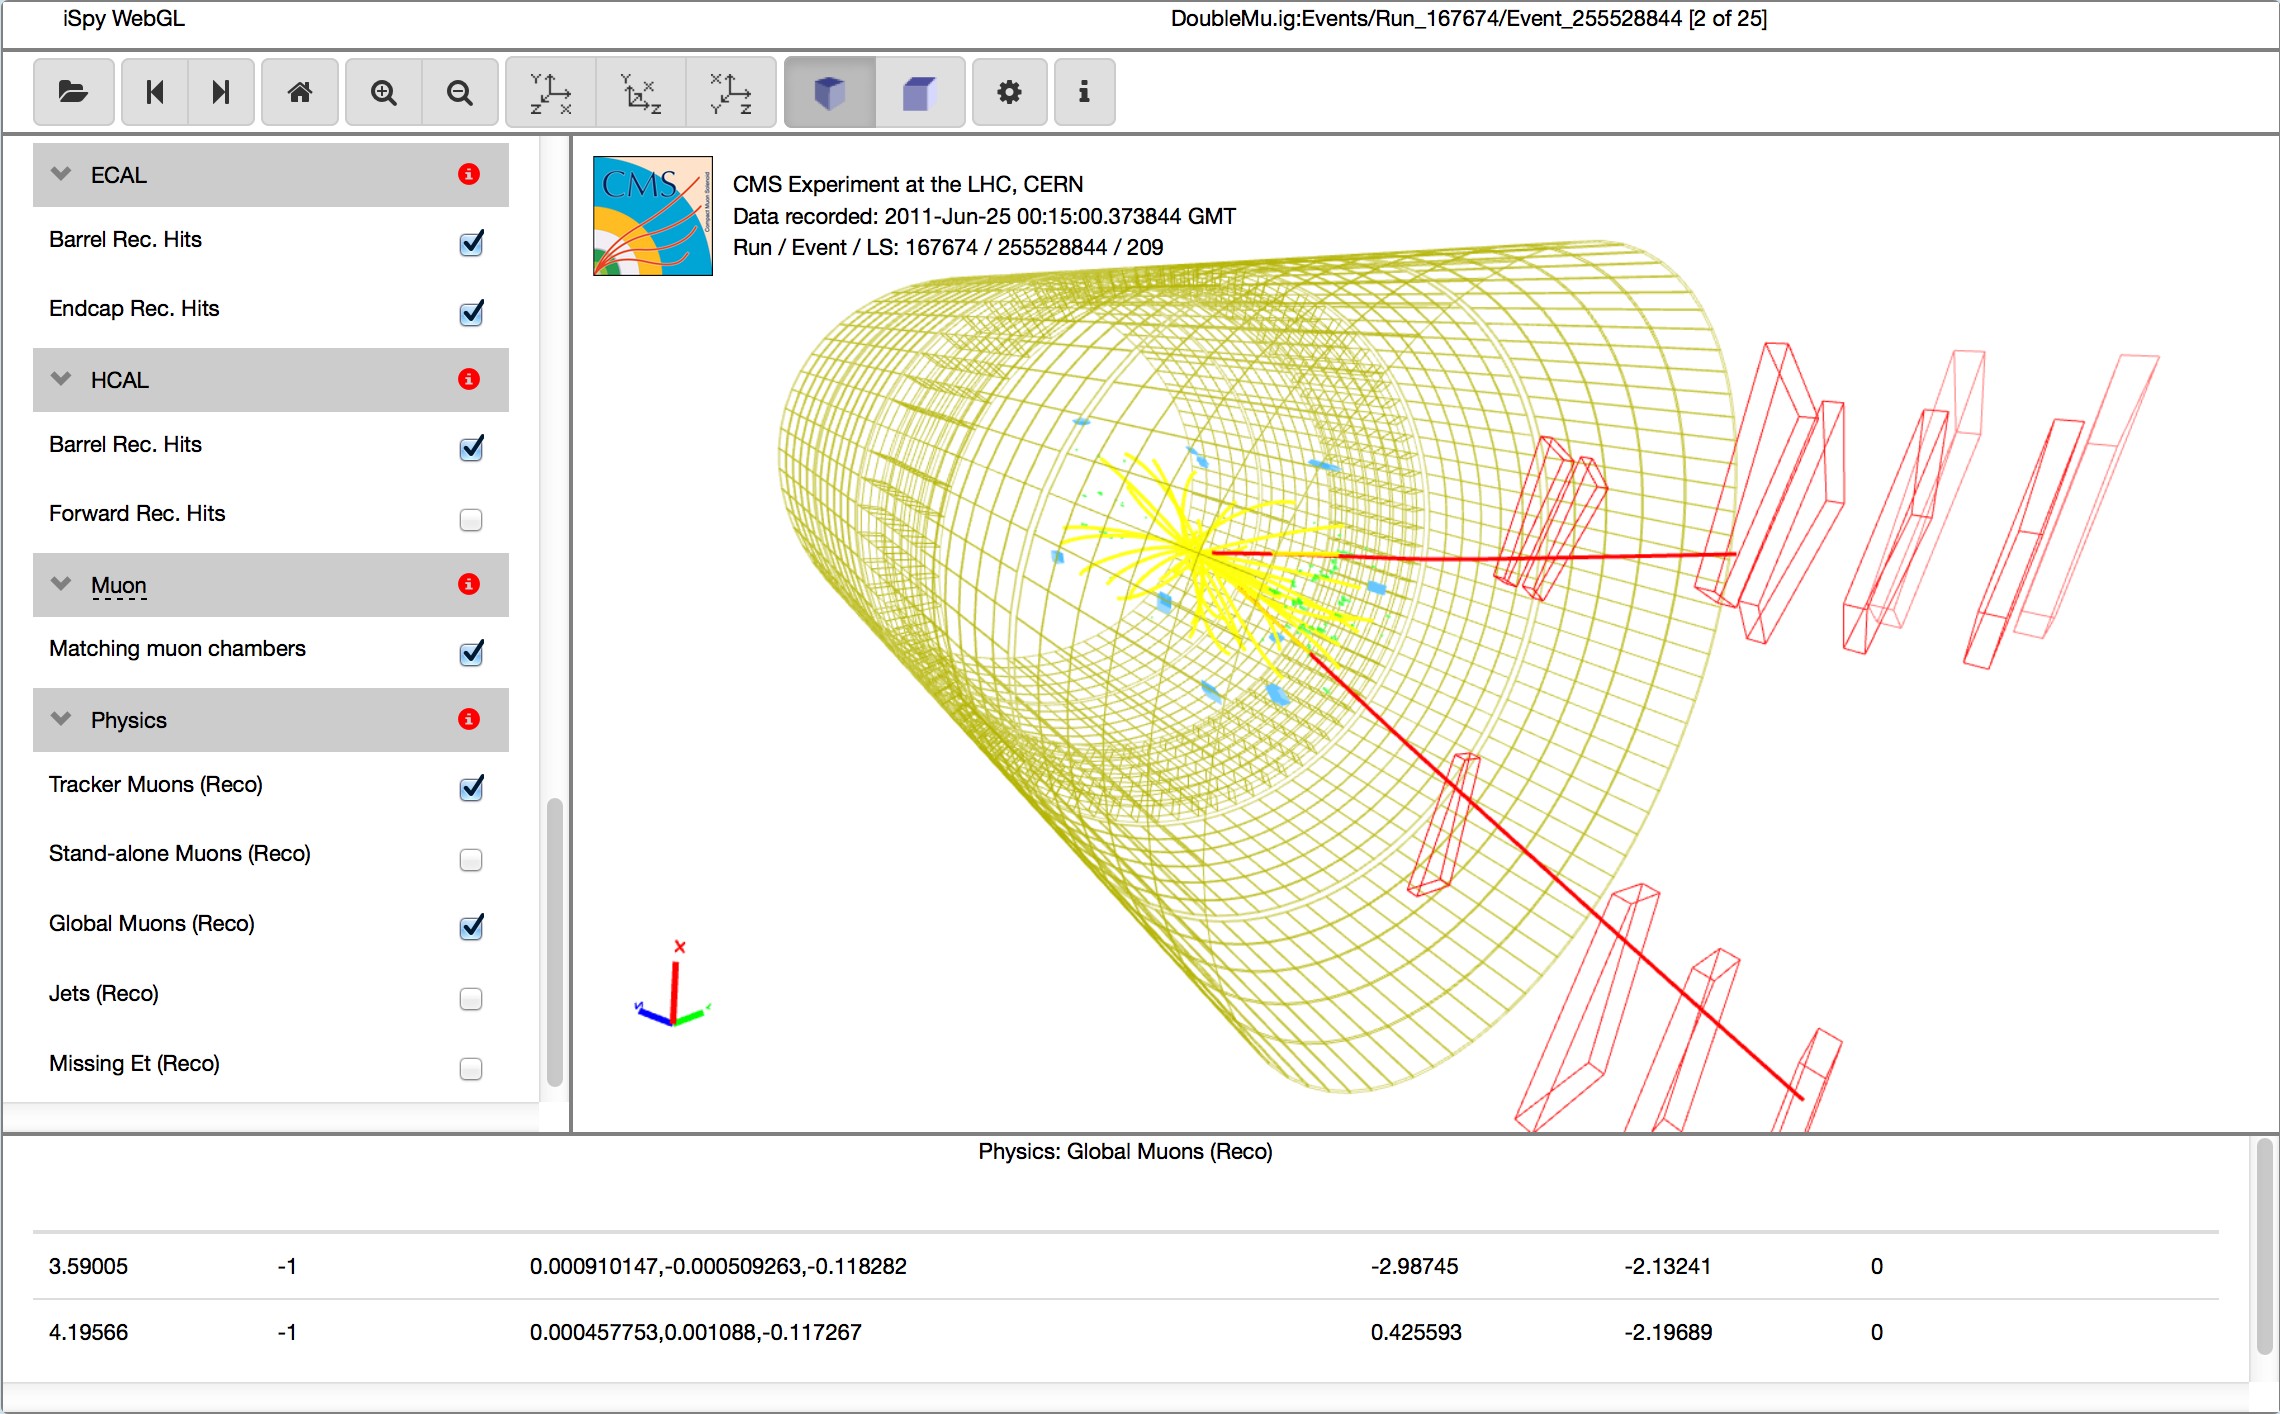 iSpy WebGL
DoubleMu.ig:Events/Run_167674/Event_255528844 [2 of 25]
Y
Z X
Y X
Z
X
Y Z
ECAL
Barrel Rec. Hits
Endcap Rec. Hits
HCAL
Barrel Rec. Hits
Forward Rec. Hits
Muon
Matching muon chambers
Physics
Tracker Muons (Reco)
Stand-alone Muons (Reco)
Global Muons (Reco)
Jets (Reco)
Missing Et (Reco)
CMS
Compact Muon Solenoid
CMS Experiment at the LHC, CERN
Data recorded: 2011-Jun-25 00:15:00.373844 GMT
Run / Event / LS: 167674 / 255528844 / 209
X
Physics: Global Muons (Reco)
3.59005 -1 0.000910147,-0.000509263,-0.118282 -2.98745 -2.13241 0
4.19566 -1 0.000457753,0.001088,-0.117267 0.425593 -2.19689 0